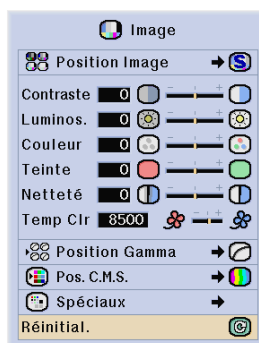 Image
Position Image S
Contraste 0 - +
Luminos. 0 - +
Couleur 0 - +
Teinte 0 - +
Netteté 0 - +
Temp Clr 8500 - +
Position Gamma
Pos. C.M.S.
Spéciaux
Réinitial.